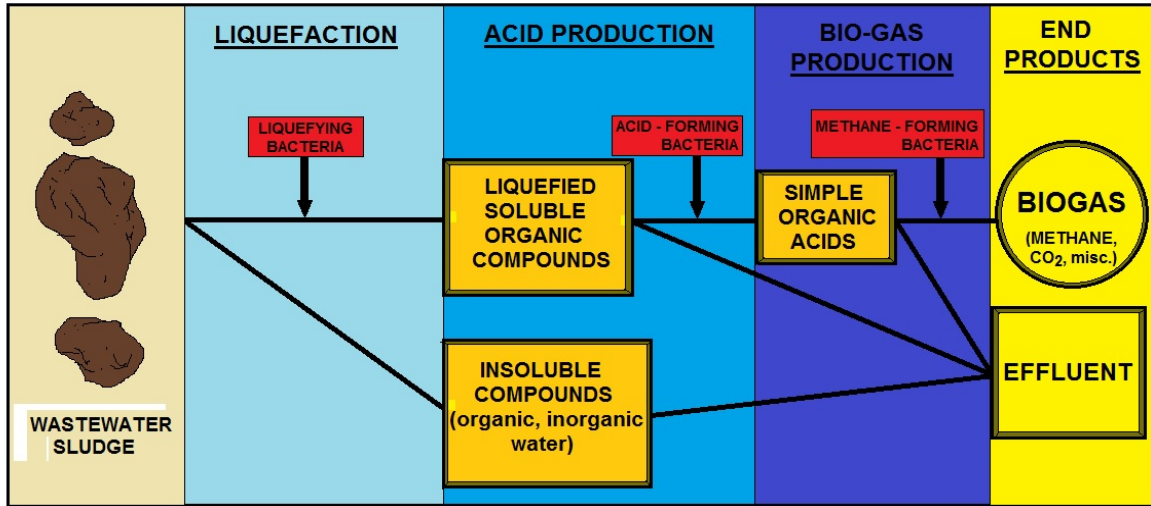 LIQUEFACTION
ACID PRODUCTION
BIO-GAS
PRODUCTION
END
PRODUCTS
LIQUEFYING
BACTERIA
ACID - FORMING
BACTERIA
METHANE - FORMING
BACTERIA
LIQUEFIED
SOLUBLE
ORGANIC
COMPOUNDS
SIMPLE
ORGANIC
ACIDS
BIOGAS
(METHANE,
CO₂, misc.)
INSOLUBLE
COMPOUNDS
(organic, inorganic
water)
EFFLUENT
WASTEWATER
SLUDGE